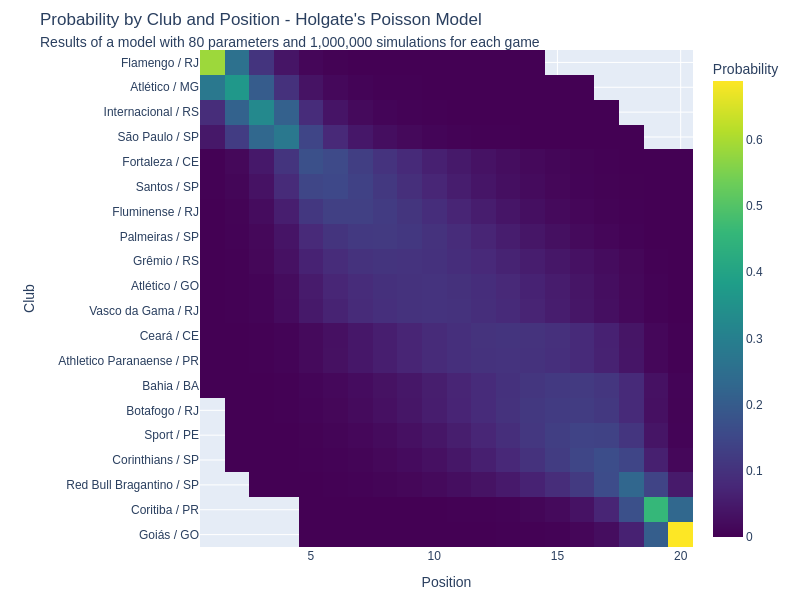 Probability by Club and Position - Holgate's Poisson Model
Results of a model with 80 parameters and 1,000,000 simulations for each game
Probability
Club
Flamengo / RJ
Atlético / MG
Internacional / RS
São Paulo / SP
Fortaleza / CE
Santos / SP
Fluminense / RJ
Palmeiras / SP
Grêmio / RS
Atlético / GO
Vasco da Gama / RJ
Ceará / CE
Athletico Paranaense / PR
Bahia / BA
Botafogo / RJ
Sport / PE
Corinthians / SP
Red Bull Bragantino / SP
Coritiba / PR
Goiás / GO
0.6
0.5
0.4
0.3
0.2
0.1
0
5 10 15 20
Position